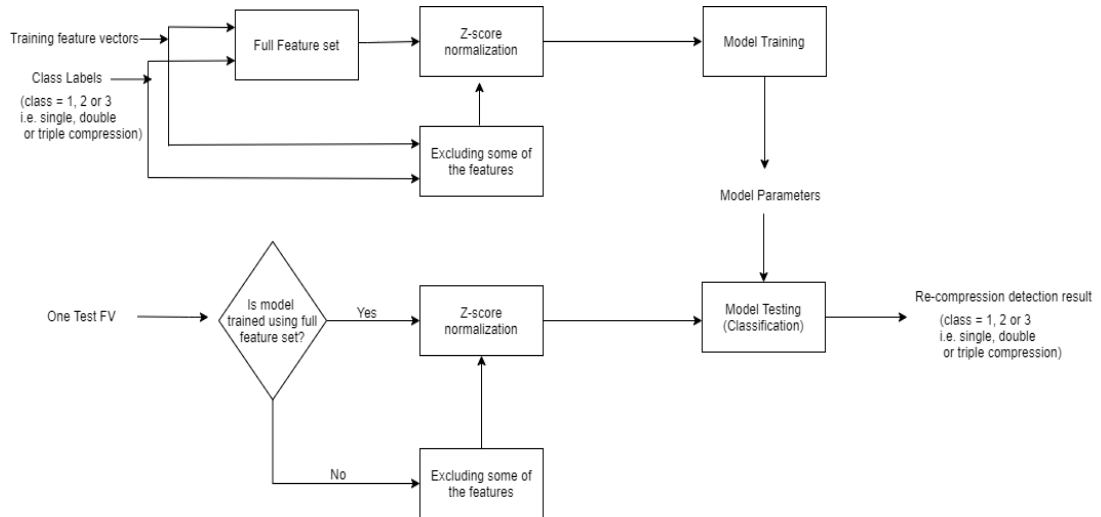 Training feature vectors
Class Labels
(class = 1, 2 or 3
i.e. single, double
or triple compression)
Full Feature set
Z-score
normalization
Model Training
Excluding some of
the features
Model Parameters
One Test FV
Is model
trained using full
feature set?
Yes
Z-score
normalization
Model Testing
(Classification)
Re-compression detection result
(class = 1, 2 or 3
i.e. single, double
or triple compression)
No
Excluding some of
the features